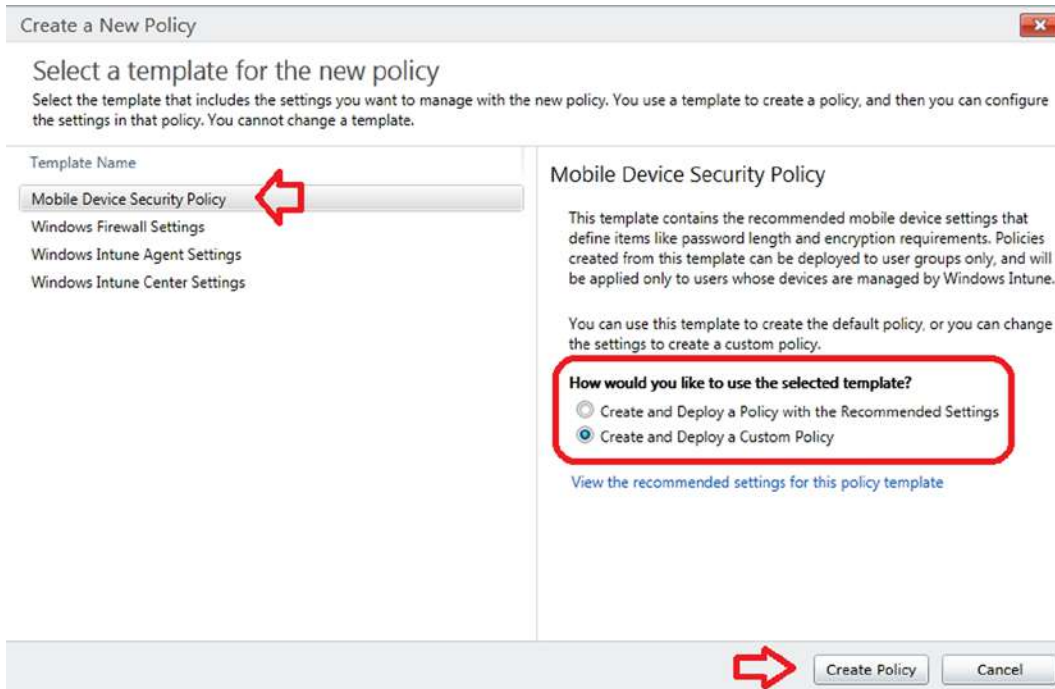 Create a New Policy
Select a template for the new policy
Select the template that includes the settings you want to manage with the new policy. You use a template to create a policy, and then you can configure
the settings in that policy. You cannot change a template.
Template Name
Mobile Device Security Policy
Windows Firewall Settings
Windows Intune Agent Settings
Windows Intune Center Settings
Mobile Device Security Policy
This template contains the recommended mobile device settings that
define items like password length and encryption requirements. Policies
created from this template can be deployed to user groups only, and will
be applied only to users whose devices are managed by Windows Intune.
You can use this template to create the default policy, or you can change
the settings to create a custom policy.
How would you like to use the selected template?
Create and Deploy a Policy with the Recommended Settings
Create and Deploy a Custom Policy
View the recommended settings for this policy template
Create Policy
Cancel